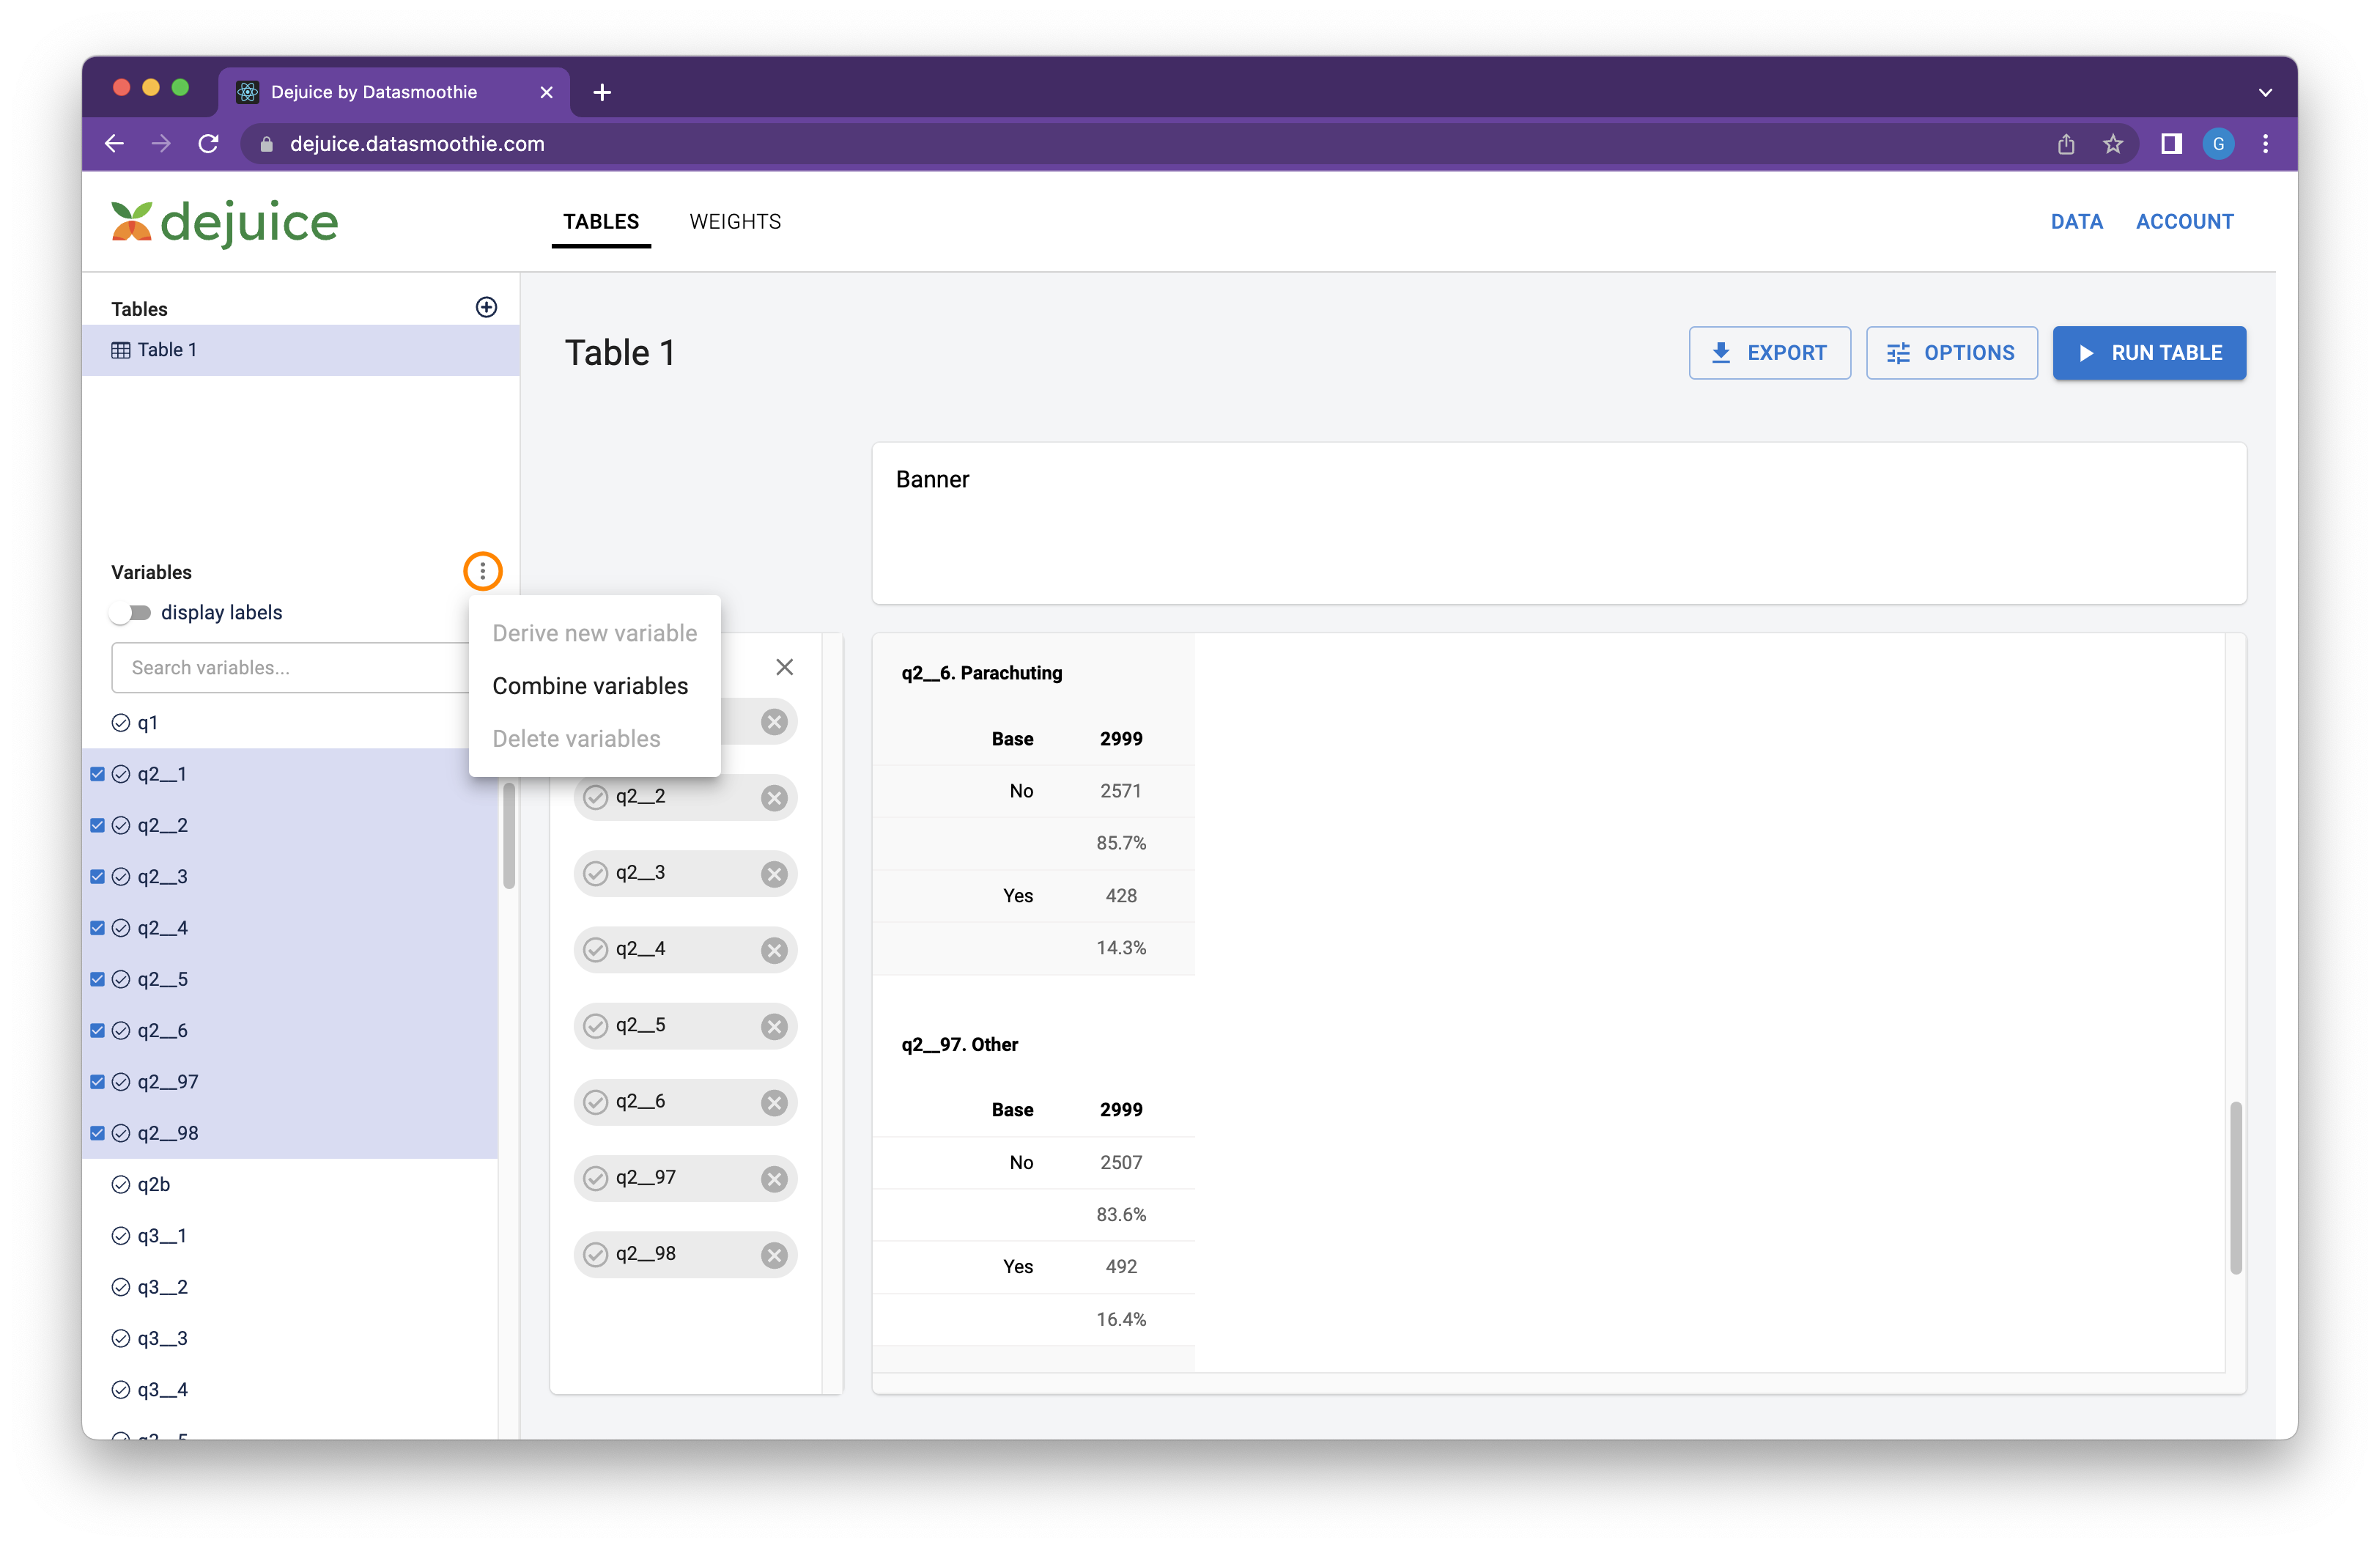 Dejuice by Datasmoothie
dejuice.datasmoothie.com
G
dejuice
TABLES
WEIGHTS
DATA
ACCOUNT
Tables
Table 1
Variables
display labels
Search variables...
q1
q2__1
q2__2
q2__3
q2__4
q2__5
q2__6
q2__97
q2__98
q2b
q3__1
q3__2
q3__3
q3__4
Derive new variable
Combine variables
Delete variables
Table 1
EXPORT
OPTIONS
RUN TABLE
Banner
q2__2
q2__3
q2__4
q2__5
q2__6
q2__97
q2__98
q2__6. Parachuting
Base 2999
No 2571
85.7%
Yes 428
14.3%
q2__97. Other
Base 2999
No 2507
83.6%
Yes 492
16.4%